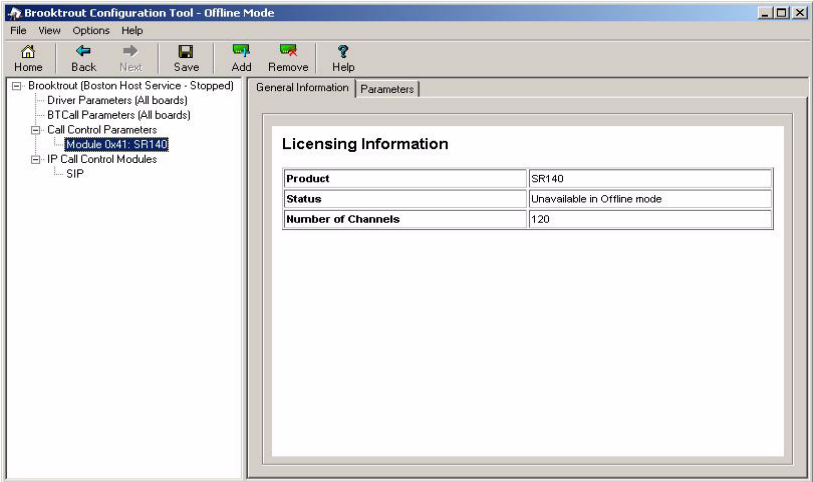 Brooktrout Configuration Tool - Offline Mode
File View Options Help
Home Back Next Save Add Remove Help
Brooktrout (Boston Host Service - Stopped)
Driver Parameters (All boards)
BTCall Parameters (All boards)
Call Control Parameters
Module 0x41: SR140
IP Call Control Modules
SIP
General Information Parameters
Licensing Information
Product SR140
Status Unavailable in Offline mode
Number of Channels 120